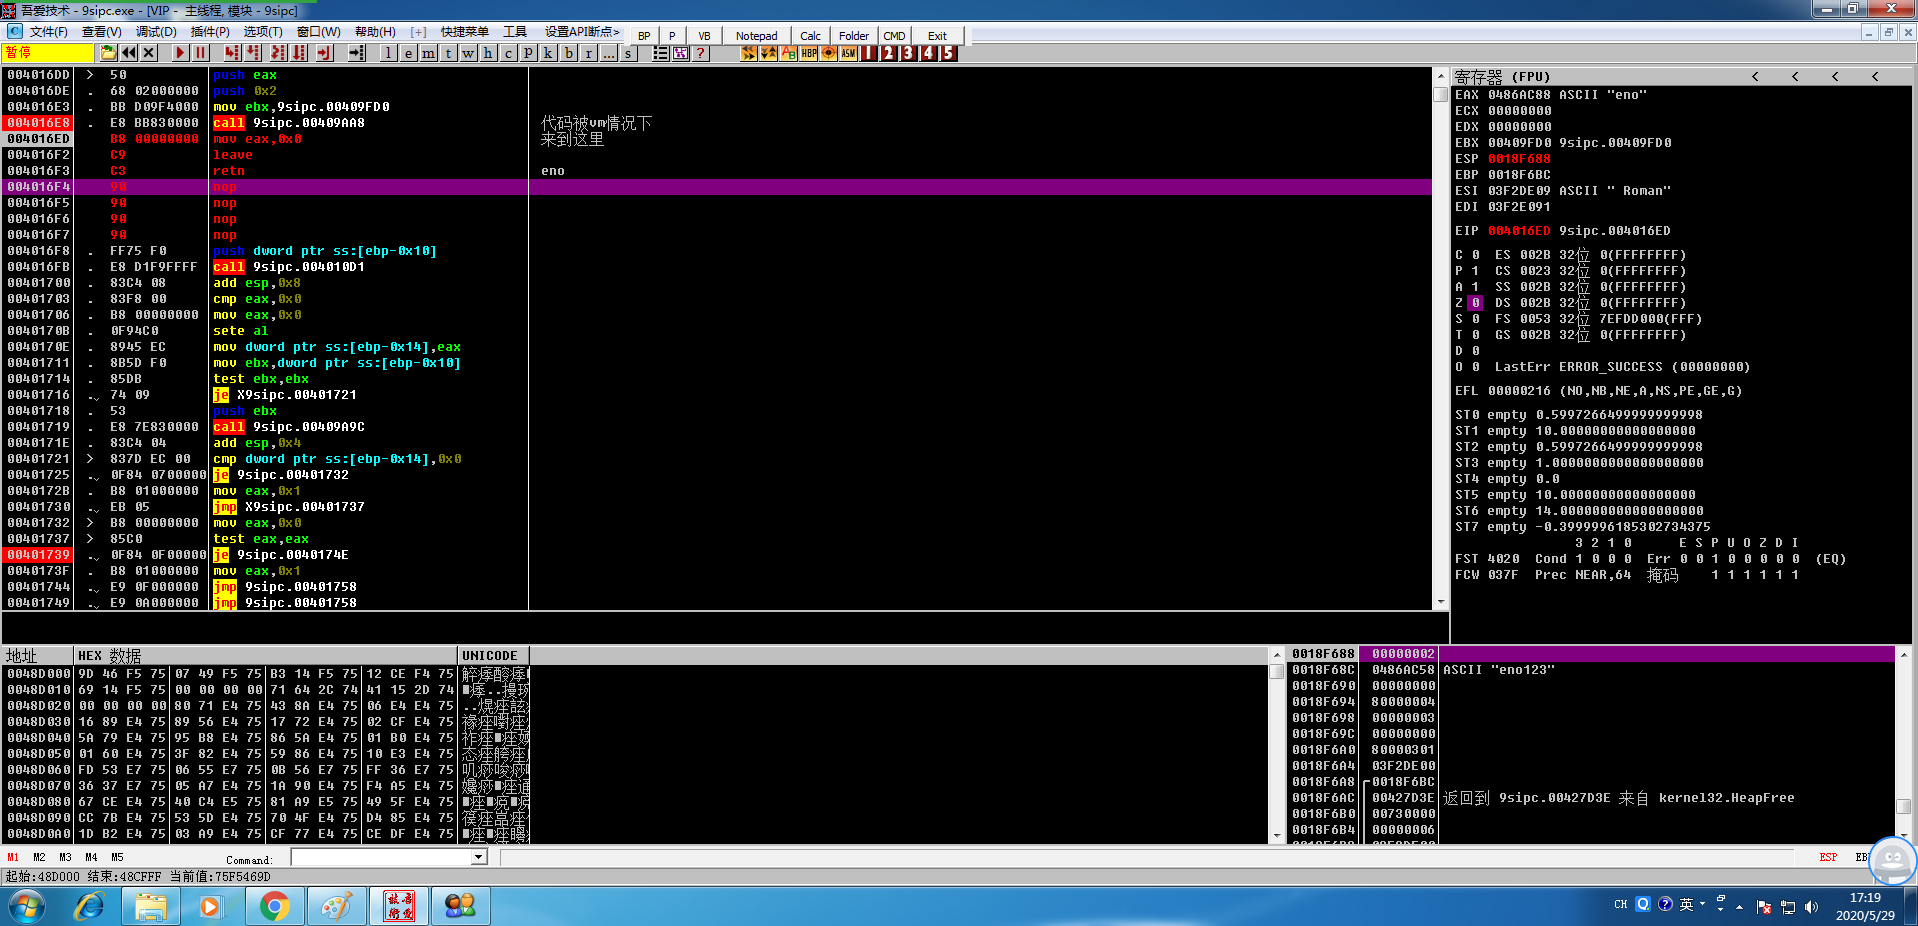 吾爱技术 - 9sipc.exe - [VIP - 主线程, 模块 - 9sipc]
文件(F) 查看(V) 调试(D) 插件(P) 选项(T) 窗口(W) 帮助(H) [+] 快捷菜单 工具 设置API断点> BP P VB Notepad Calc Folder CMD Exit
暂停 l e m t w h c p k b r ... s ? HBP ASM 1 2 3 4 5
004016DD > 50 push eax
004016DE . 68 02000000 push 0x2
004016E3 . BB D09F4000 mov ebx,9sipc.00409FD0
004016E8 . E8 BB830000 call 9sipc.00409AA8 代码被vm情况下
004016ED B8 00000000 mov eax,0x0 来到这里
004016F2 C9 leave
004016F3 C3 retn eno
004016F4 90 nop
004016F5 90 nop
004016F6 90 nop
004016F7 90 nop
004016F8 . FF75 F0 push dword ptr ss:[ebp-0x10]
004016FB . E8 D1F9FFFF call 9sipc.004010D1
00401700 . 83C4 08 add esp,0x8
00401703 . 83F8 00 cmp eax,0x0
00401706 . B8 00000000 mov eax,0x0
0040170B . 0F94C0 sete al
0040170E . 8945 EC mov dword ptr ss:[ebp-0x14],eax
00401711 . 8B5D F0 mov ebx,dword ptr ss:[ebp-0x10]
00401714 . 85DB test ebx,ebx
00401716 . 74 09 je X9sipc.00401721
00401718 . 53 push ebx
00401719 . E8 7E830000 call 9sipc.00409A9C
0040171E . 83C4 04 add esp,0x4
00401721 > 837D EC 00 cmp dword ptr ss:[ebp-0x14],0x0
00401725 . 0F84 07000000 je 9sipc.00401732
0040172B . B8 01000000 mov eax,0x1
00401730 . EB 05 jmp X9sipc.00401737
00401732 > B8 00000000 mov eax,0x0
00401737 > 85C0 test eax,eax
00401739 . 0F84 0F000000 je 9sipc.0040174E
0040173F . B8 01000000 mov eax,0x1
00401744 . E9 0F000000 jmp 9sipc.00401758
00401749 . E9 0A000000 jmp 9sipc.00401758
寄存器 (FPU) < < < <
EAX 0486AC88 ASCII "eno"
ECX 00000000
EDX 00000000
EBX 00409FD0 9sipc.00409FD0
ESP 0018F688
EBP 0018F6BC
ESI 03F2DE09 ASCII " Roman"
EDI 03F2E091
EIP 004016ED 9sipc.004016ED
C 0 ES 002B 32位 0(FFFFFFFF)
P 1 CS 0023 32位 0(FFFFFFFF)
A 1 SS 002B 32位 0(FFFFFFFF)
Z 0 DS 002B 32位 0(FFFFFFFF)
S 0 FS 0053 32位 7EFDD000(FFF)
T 0 GS 002B 32位 0(FFFFFFFF)
D 0
O 0 LastErr ERROR_SUCCESS (00000000)
EFL 00000216 (NO,NB,NE,A,NS,PE,GE,G)
ST0 empty 0.5997266499999999998
ST1 empty 10.000000000000000000
ST2 empty 0.5997266499999999998
ST3 empty 1.0000000000000000000
ST4 empty 0.0
ST5 empty 10.000000000000000000
ST6 empty 14.000000000000000000
ST7 empty -0.3999996185302734375
3 2 1 0 E S P U O Z D I
FST 4020 Cond 1 0 0 0 Err 0 0 1 0 0 0 0 0 (EQ)
FCW 037F Prec NEAR,64 掩码 1 1 1 1 1 1
地址 HEX 数据 UNICODE
0048D000 9D 46 F5 75 07 49 F5 75 B3 14 F5 75 12 CE F4 75
0048D010 69 14 F5 75 00 00 00 00 71 64 2C 74 41 15 2D 74
0048D020 00 00 00 00 80 71 E4 75 43 8A E4 75 06 E4 E4 75
0048D030 16 89 E4 75 89 56 E4 75 17 72 E4 75 02 CF E4 75
0048D040 5A 79 E4 75 95 B8 E4 75 86 5A E4 75 01 B0 E4 75
0048D050 01 60 E4 75 3F 82 E4 75 59 86 E4 75 10 E3 E4 75
0048D060 FD 53 E7 75 06 55 E7 75 0B 56 E7 75 FF 36 E7 75
0048D070 36 37 E7 75 05 A7 E4 75 1A 90 E4 75 F4 A5 E4 75
0048D080 67 CE E4 75 40 C4 E5 75 81 A9 E5 75 49 5F E4 75
0048D090 CC 7B E4 75 53 5D E4 75 70 4F E4 75 D4 85 E4 75
0048D0A0 1D B2 E4 75 03 A9 E4 75 CF 77 E4 75 CE DF E4 75
0018F688 00000002
0018F68C 0486AC58 ASCII "eno123"
0018F690 00000000
0018F694 80000004
0018F698 00000003
0018F69C 00000000
0018F6A0 80000301
0018F6A4 03F2DE00
0018F6A8 0018F6BC
0018F6AC 00427D3E 返回到 9sipc.00427D3E 来自 kernel32.HeapFree
0018F6B0 00730000
0018F6B4 00000006
M1 M2 M3 M4 M5 Command: ESP
起始:48D000 结束:48CFFF 当前值:75F5469D
CH 英 17:19
2020/5/29